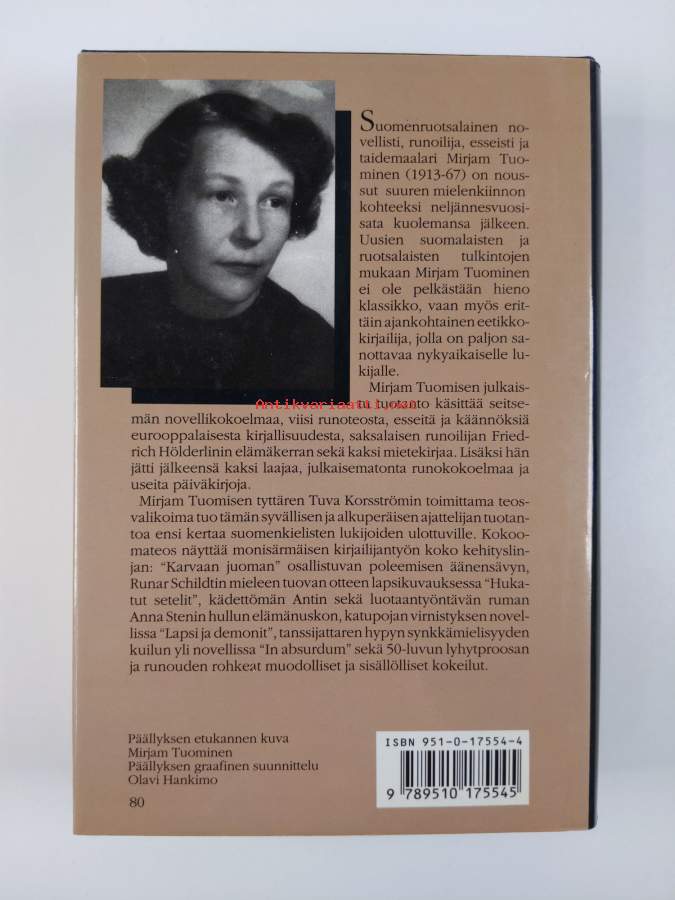 Suomenruotsalainen no-
vellisti, runoilija, esseisti ja
taidemaalari Mirjam Tuo-
minen (1913-67) on nous-
sut suuren mielenkiinnon
kohteeksi neljännesvuosi-
sata kuolemansa jälkeen.
Uusien suomalaisten ja
ruotsalaisten tulkintojen
mukaan Mirjam Tuominen
ei ole pelkästään hieno
klassikko, vaan myös erit-
täin ajankohtainen eetikko-
kirjailija, jolla on paljon sa-
nottavaa nykyaikaiselle lu-
kijalle.
Mirjam Tuomisen julkais-
Antikvariaatti.net
tu tuotanto käsittää seitse-
män novellikokoelmaa, viisi runoteosta, esseitä ja käännöksiä
eurooppalaisesta kirjallisuudesta, saksalaisen runoilijan Fried-
rich Hölderlinin elämäkerran sekä kaksi mietekirjaa. Lisäksi hän
jätti jälkeensä kaksi laajaa, julkaisematonta runokokoelmaa ja
useita päiväkirjoja.
Mirjam Tuomisen tyttären Tuva Korsströmin toimittama teos-
valikoima tuo tämän syvällisen ja alkuperäisen ajattelijan tuotan-
toa ensi kertaa suomenkielisten lukijoiden ulottuville. Kokoo-
mateos näyttää monisärmäisen kirjailijantyön koko kehityslin-
jan: "Karvaan juoman" osallistuvan poleemisen äänensävyn,
Runar Schildtin mieleen tuovan otteen lapsikuvauksessa "Huka-
tut setelit", kädettömän Antin sekä luotaantyöntävän ruman
Anna Stenin hullun elämänuskon, katupojan virnistyksen novel-
lissa "Lapsi ja demonit", tanssijattaren hypyn synkkämielisyyden
kuilun yli novellissa "In absurdum" sekä 50-luvun lyhytproosan
ja runouden rohkeat muodolliset ja sisällölliset kokeilut.
Päällyksen etukannen kuva
Mirjam Tuominen
Päällyksen graafinen suunnittelu
Olavi Hankimo
80
ISBN 951-0-17554-4
9 789510 175545